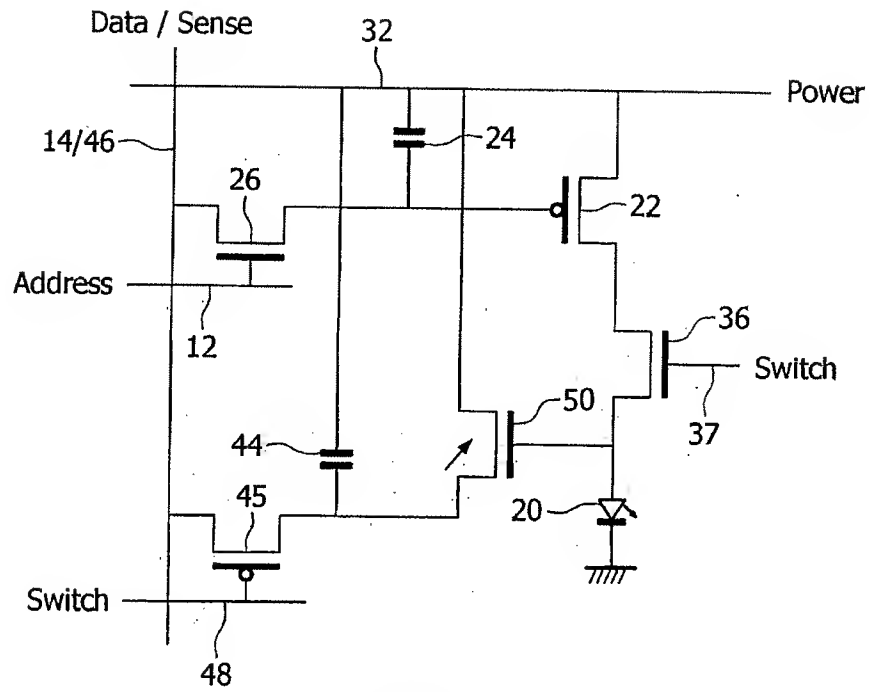 Data / Sense
32
Power
14/46
24
26
22
Address
12
36
Switch
37
50
44
45
20
Switch
48